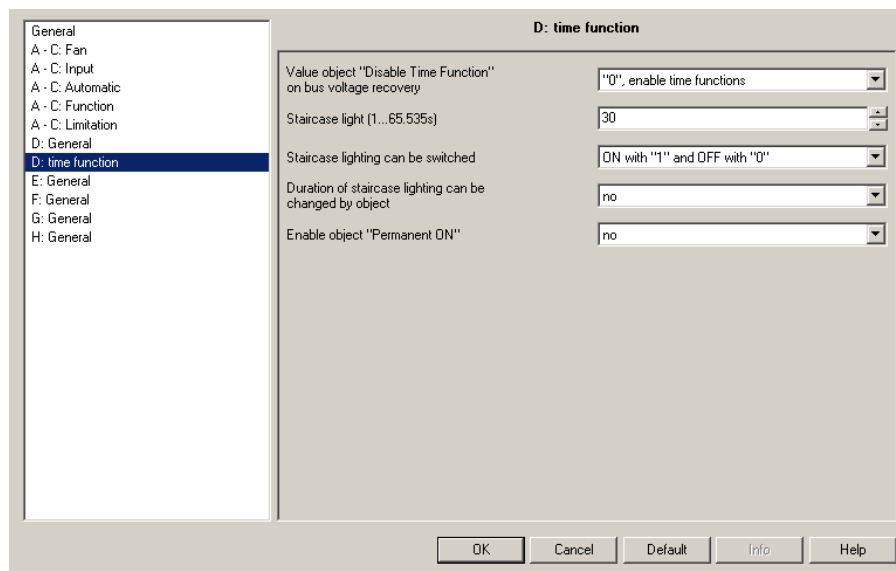 D: time function
General
A - C: Fan
A - C: Input
A - C: Automatic
A - C: Function
A - C: Limitation
D: General
D: time function
E: General
F: General
G: General
H: General
Value object "Disable Time Function"
on bus voltage recovery
"0", enable time functions
Staircase light (1...65.535s)
30
Staircase lighting can be switched
ON with "1" and OFF with "0"
Duration of staircase lighting can be
changed by object
no
Enable object "Permanent ON"
no
OK
Cancel
Default
Info
Help